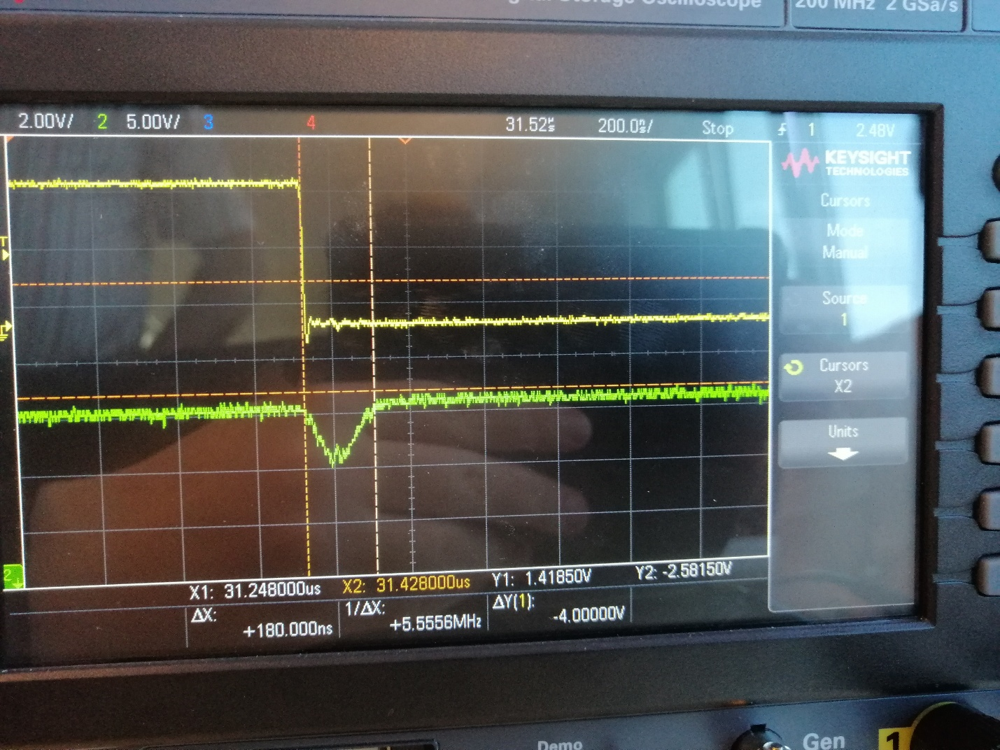 Storage Oscilloscope
200 MHz 2 GSa/s
2.00V/ 2 5.00V/ 3 4 31.52us 200.0ns/ Stop 1 2.48V
KEYSIGHT
TECHNOLOGIES
Cursors
Mode
Manual
T
Source
1
Cursors
X2
Units
2
X1: 31.248000us X2: 31.428000us Y1: 1.41850V Y2: -2.58150V
ΔX: +180.000ns
1/ΔX: +5.5556MHz
ΔY(1): -4.00000V
Demo
Gen
1